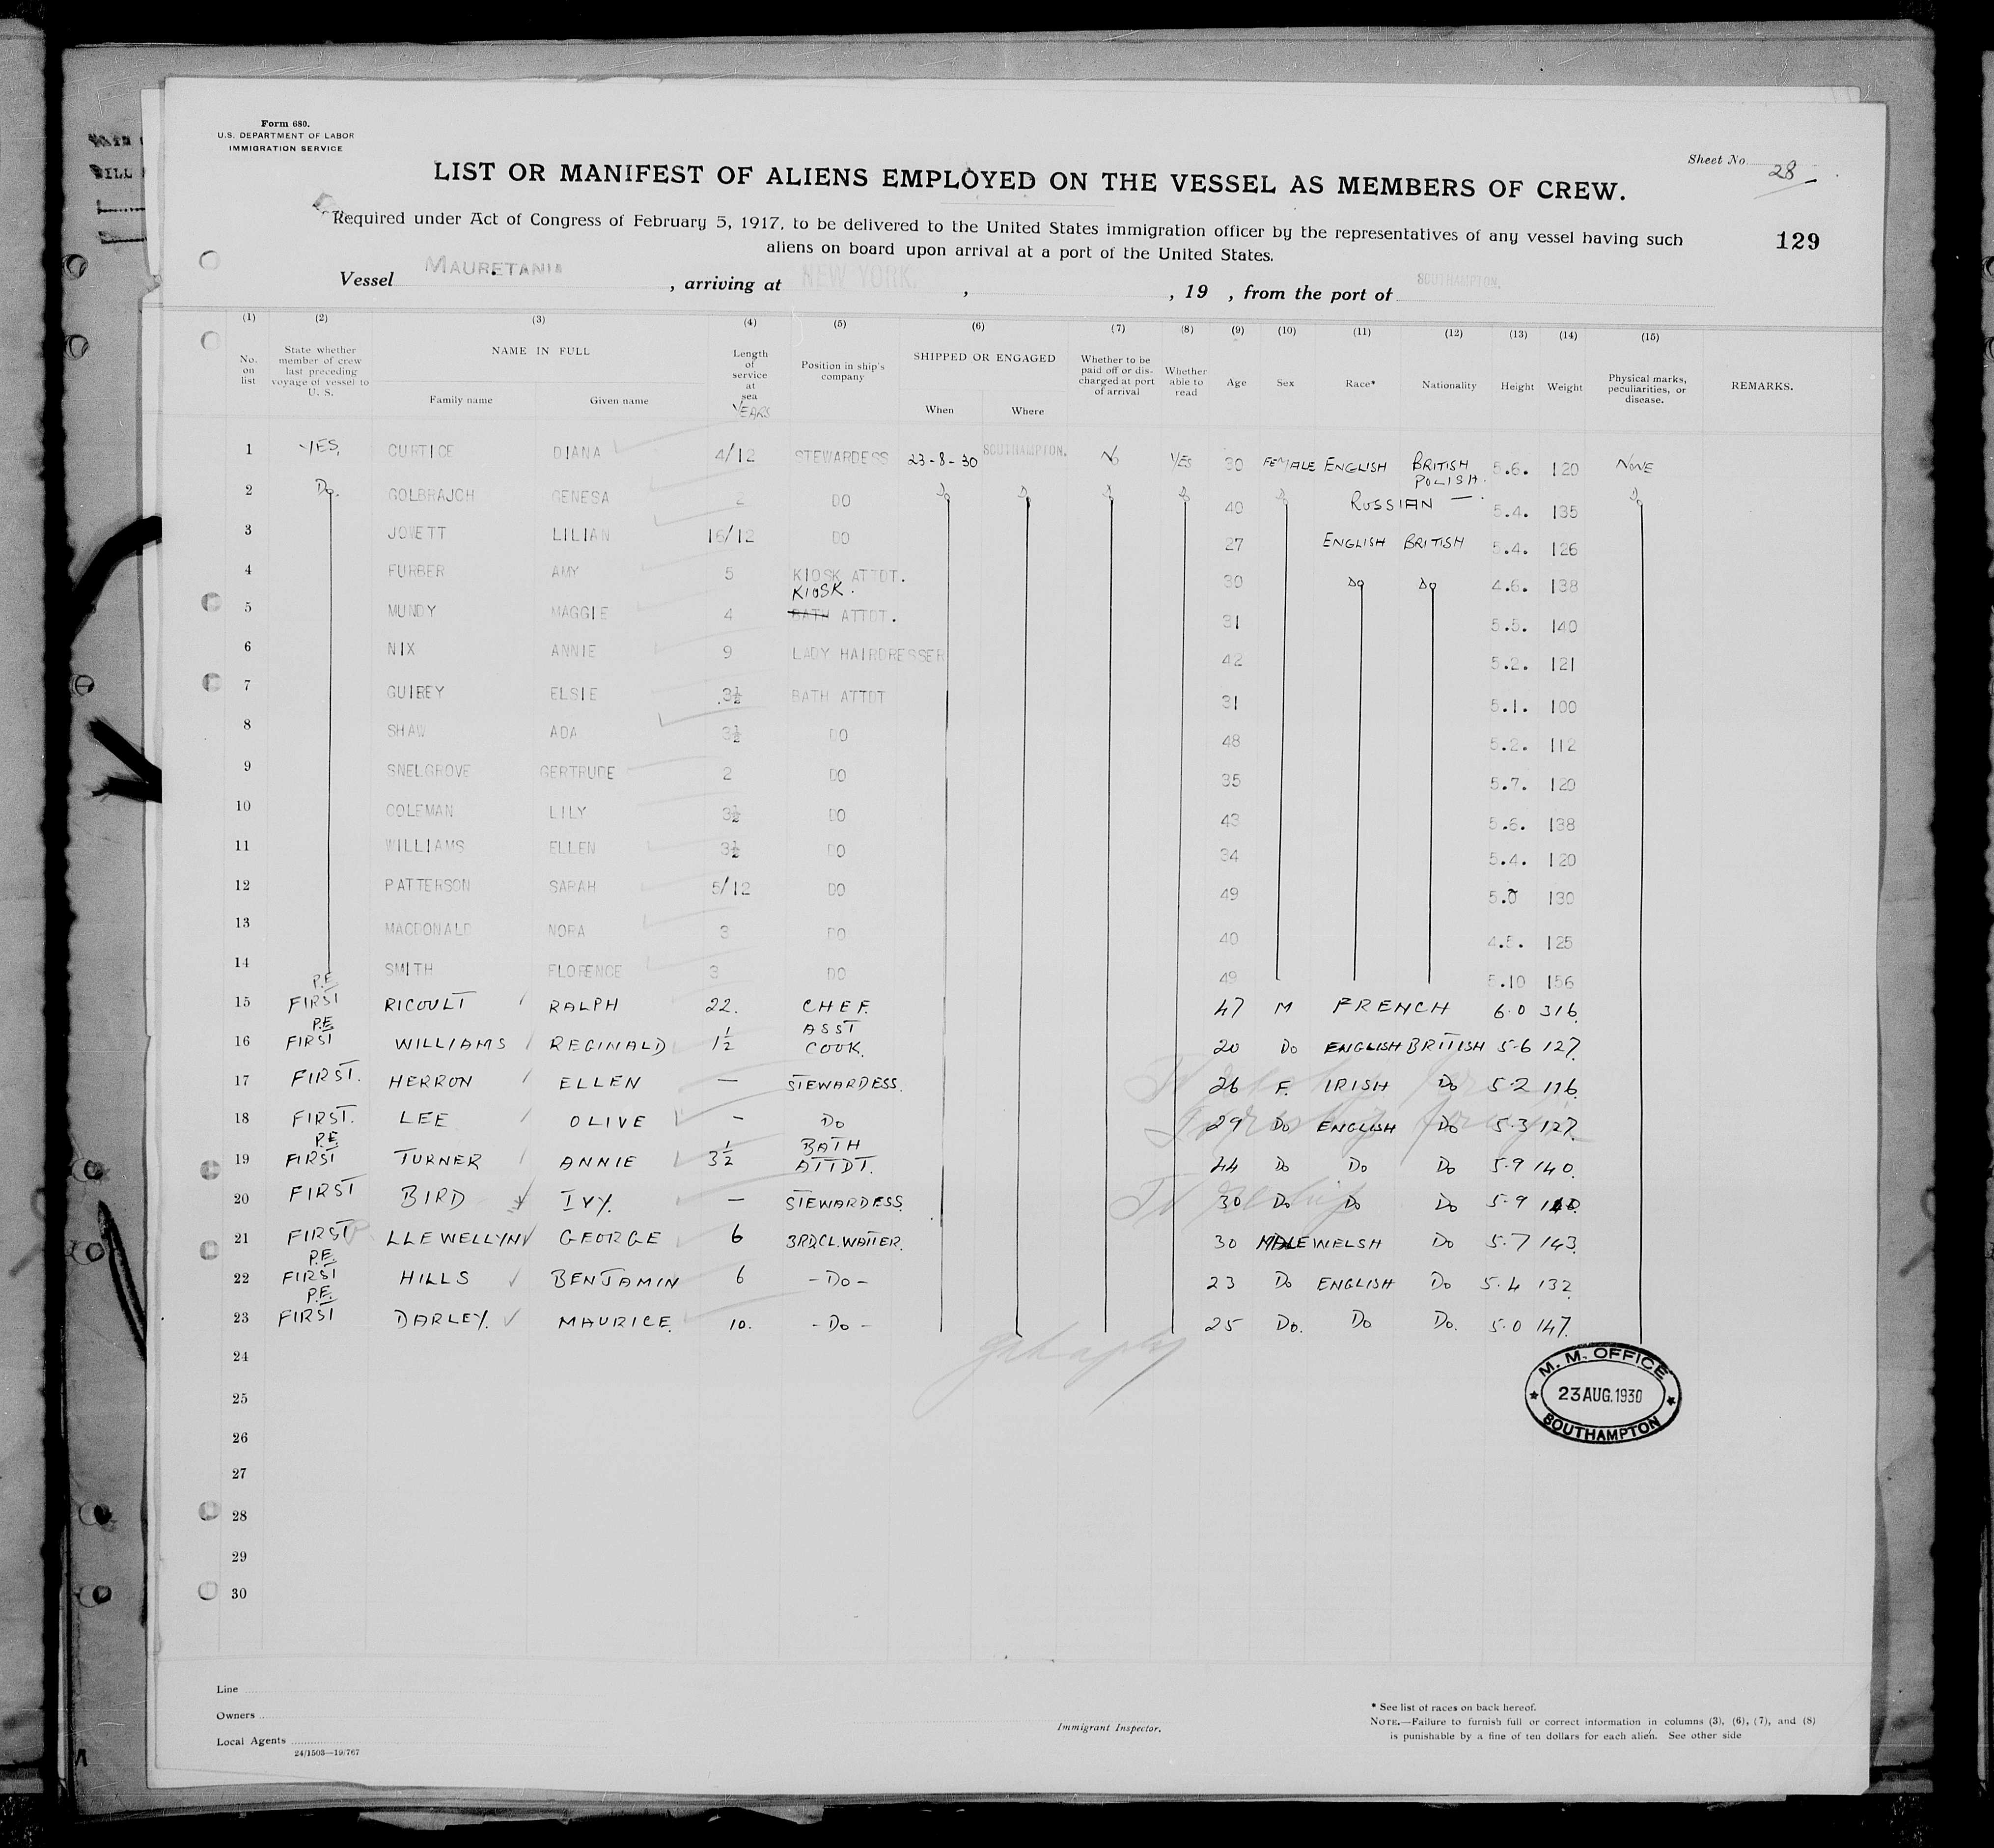 Form 680.
U.S. DEPARTMENT OF LABOR
IMMIGRATION SERVICE
Sheet No. 28
LIST OR MANIFEST OF ALIENS EMPLOYED ON THE VESSEL AS MEMBERS OF CREW.
Required under Act of Congress of February 5, 1917, to be delivered to the United States immigration officer by the representatives of any vessel having such
aliens on board upon arrival at a port of the United States.
129
Vessel MAURETANIA , arriving at NEW YORK. , , 19 , from the port of SOUTHAMPTON.
(1) (2) (3) (4) (5) (6) (7) (8) (9) (10) (11) (12) (13) (14) (15)
No. on list State whether member of crew last preceding voyage of vessel to U. S. NAME IN FULL Family name Given name Length of service at sea YEARS Position in ship's company SHIPPED OR ENGAGED When Where Whether to be paid off or discharged at port of arrival Whether able to read Age Sex Race* Nationality Height Weight Physical marks, peculiarities, or disease. REMARKS.
1 YES, CURTICE DIANA 4/12 STEWARDESS 23-8-30 SOUTHAMPTON. No YES 30 FEMALE ENGLISH BRITISH 5.6. 120 NONE
POLISH.
2 Do. GOLBRAJCH GENESA 2 DO Do Do Do Do 40 Do RUSSIAN — 5.4. 135 Do
3 JOWETT LILIAN 16/12 DO 27 ENGLISH BRITISH 5.4. 126
4 FURBER AMY 5 KIOSK ATTDT. 30 Do Do 4.6. 138
KIOSK.
5 MUNDY MAGGIE 4 BATH ATTDT. 31 5.5. 140
6 NIX ANNIE 9 LADY HAIRDRESSER 42 5.2. 121
7 GUIREY ELSIE 3½ BATH ATTDT 31 5.1. 100
8 SHAW ADA 3½ DO 48 5.2. 112
9 SNELGROVE GERTRUDE 2 DO 35 5.7. 120
10 COLEMAN LILY 3½ DO 43 5.6. 138
11 WILLIAMS ELLEN 3½ DO 34 5.4. 120
12 PATTERSON SARAH 5/12 DO 49 5.0 130
13 MACDONALD NORA 3 DO 40 4.5. 125
14 SMITH FLORENCE 3 DO 49 5.10 156
P.E.
15 FIRST RICOULT RALPH 22. CHEF. 47 M FRENCH 6.0 316.
P.E. ASST
16 FIRST WILLIAMS REGINALD 1½ COOK. 20 Do ENGLISH BRITISH 5.6 127.
17 FIRST. HERRON ELLEN — STEWARDESS. 26 F. IRISH Do 5.2 116.
18 FIRST. LEE OLIVE — Do 29 Do ENGLISH Do 5.3 127.
P.E. BATH
19 FIRST TURNER ANNIE 3½ ATTDT. 44 Do Do Do 5.9 140.
20 FIRST BIRD IVY. — STEWARDESS. 30 Do Do Do 5.9
21 FIRST LLEWELLYN GEORGE 6 3RD.CL.WAITER. 30 MALE WELSH Do 5.7 143.
P.E.
22 FIRST HILLS BENJAMIN 6 -Do- 23 Do ENGLISH Do 5.4 132.
P.E.
23 FIRST DARLEY. MAURICE. 10. -Do- 25 Do. Do Do. 5.0 147.
24
25
26
27
28
29
30
M. M. OFFICE
23 AUG. 1930
SOUTHAMPTON
Line
Owners
Local Agents
24/1503—19/767
Immigrant Inspector.
* See list of races on back hereof.
NOTE.—Failure to furnish full or correct information in columns (3), (6), (7), and (8)
is punishable by a fine of ten dollars for each alien. See other side